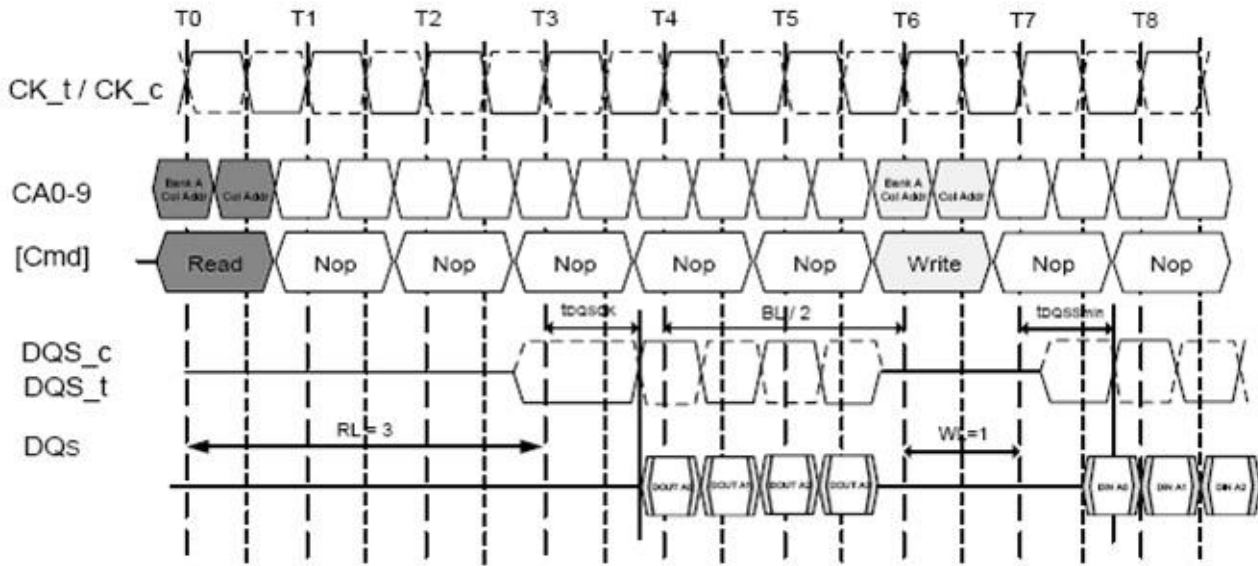 T0 T1 T2 T3 T4 T5 T6 T7 T8
CK_t / CK_c
CA0-9
Bank A
Col Addr
Col Addr
Bank A
Col Addr
Col Addr
[Cmd]
Read Nop Nop Nop Nop Nop Write Nop Nop
tDQSCK BL / 2 tDQSSmin
DQS_c
DQS_t
RL = 3 WL=1
DQs
DOUT A0 DOUT A1 DOUT A2 DOUT A3 DIN A0 DIN A1 DIN A2